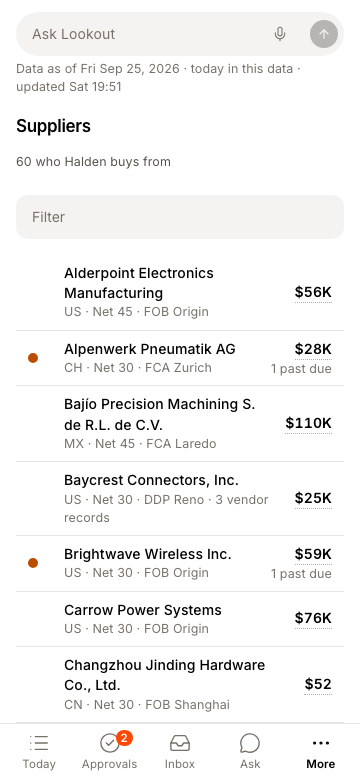 Ask Lookout
Data as of Fri Sep 25, 2026 · today in this data ·
updated Sat 19:51
Suppliers
60 who Halden buys from
Filter
Alderpoint Electronics
Manufacturing
US · Net 45 · FOB Origin
$56K
Alpenwerk Pneumatik AG
CH · Net 30 · FCA Zurich
$28K
1 past due
Bajío Precision Machining S.
de R.L. de C.V.
MX · Net 45 · FCA Laredo
$110K
Baycrest Connectors, Inc.
US · Net 30 · DDP Reno · 3 vendor
records
$25K
Brightwave Wireless Inc.
US · Net 30 · FOB Origin
$59K
1 past due
Carrow Power Systems
US · Net 30 · FOB Origin
$76K
Changzhou Jinding Hardware
Co., Ltd.
CN · Net 30 · FOB Shanghai
$52
2
Today
Approvals
Inbox
Ask
More